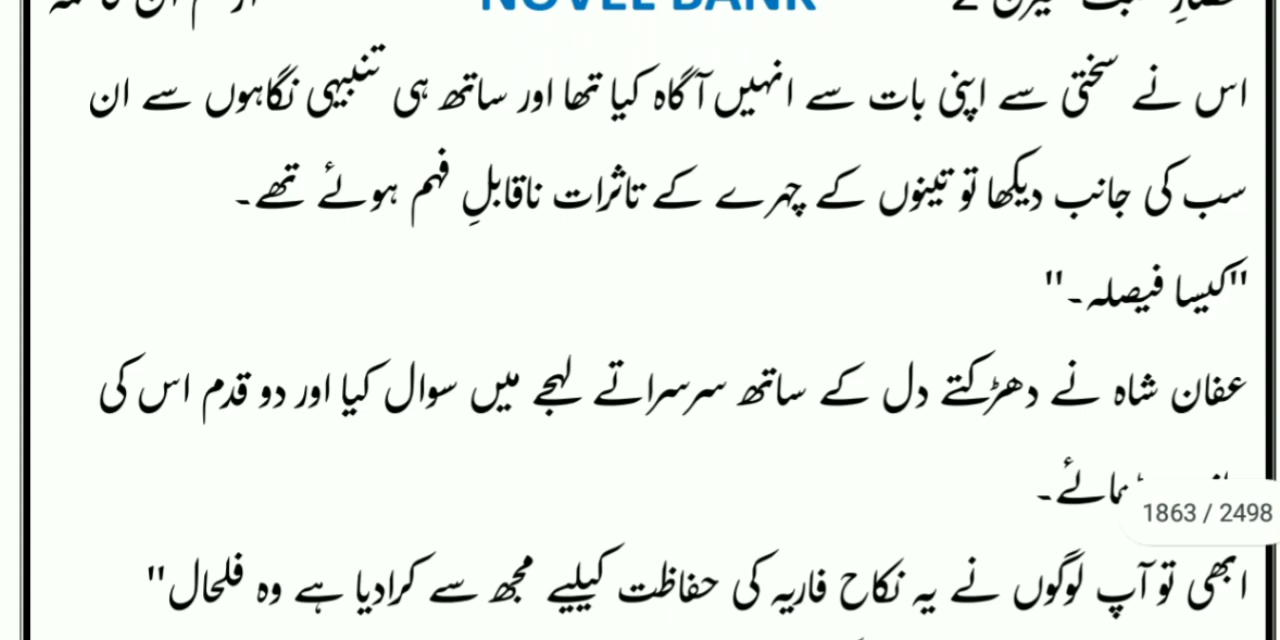 NOVEL BANK
اس نے سختی سے اپنی بات سے انہیں آگاہ کیا تھا اور ساتھ ہی تنبیہی نگاہوں سے ان
سب کی جانب دیکھا تو تینوں کے چہرے کے تاثرات ناقابلِ فہم ہوئے تھے۔
"کیسا فیصلہ۔"
عفان شاہ نے دھڑکتے دل کے ساتھ سرسراتے لہجے میں سوال کیا اور دو قدم اس کی
1863 / 2498
ابھی تو آپ لوگوں نے یہ نکاح فاریہ کی حفاظت کیلیے مجھ سے کرادیا ہے وہ فلحال"